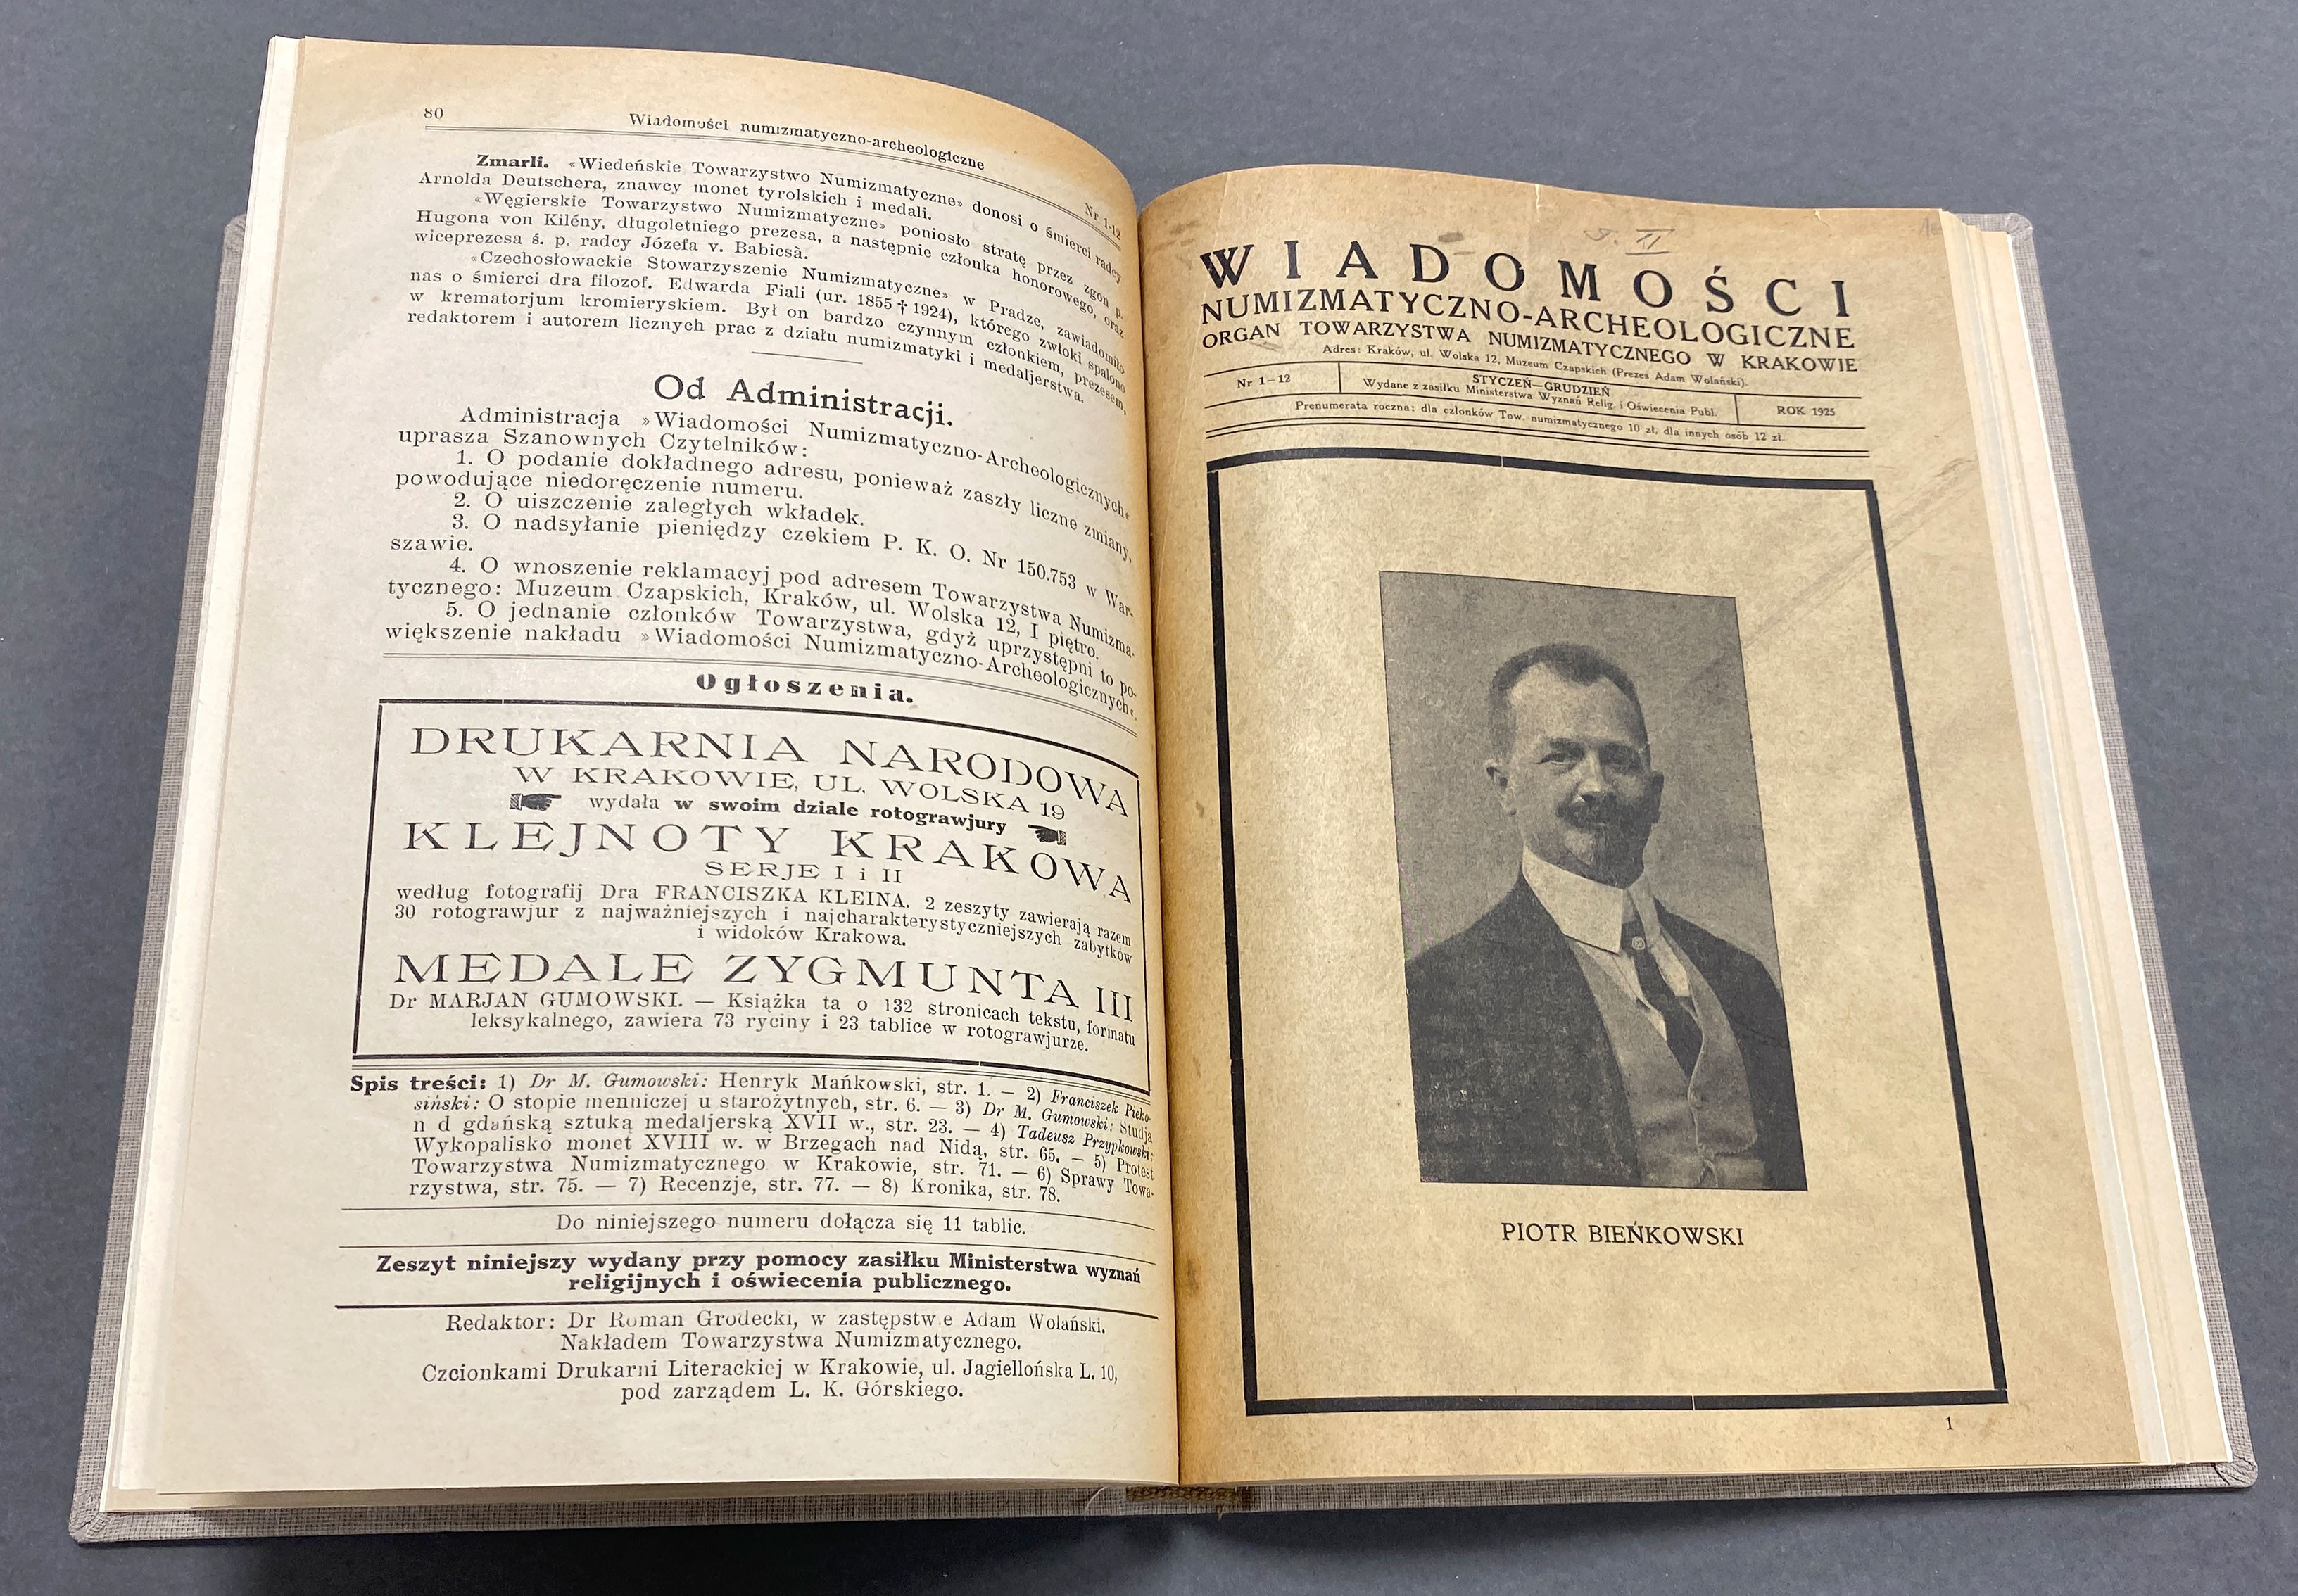 80
Wiadomości numizmatyczno-archeologiczne
Nr 1-12
Zmarli. «Wiedeńskie Towarzystwo Numizmatyczne» donosi o śmierci radcy
Arnolda Deutschera, znawcy monet tyrolskich i medali.
«Węgierskie Towarzystwo Numizmatyczne» poniosło stratę przez zgon p.
Hugona von Kilény, długoletniego prezesa, a następnie członka honorowego, oraz
wiceprezesa ś. p. radcy Józefa v. Babicsà.
«Czechosłowackie Stowarzyszenie Numizmatyczne» w Pradze, zawiadomiło
nas o śmierci dra filozof. Edwarda Fiali (ur. 1855 † 1924), którego zwłoki spalono
w krematorjum kromieryskiem. Był on bardzo czynnym członkiem, prezesem,
redaktorem i autorem licznych prac z działu numizmatyki i medaljerstwa.
Od Administracji.
Administracja »Wiadomości Numizmatyczno-Archeologicznych«
uprasza Szanownych Czytelników:
1. O podanie dokładnego adresu, ponieważ zaszły liczne zmiany,
powodujące niedoręczenie numeru.
2. O uiszczenie zaległych wkładek.
3. O nadsyłanie pieniędzy czekiem P. K. O. Nr 150.753 w War-
szawie.
4. O wnoszenie reklamacyj pod adresem Towarzystwa Numizma-
tycznego: Muzeum Czapskich, Kraków, ul. Wolska 12, I piętro.
5. O jednanie członków Towarzystwa, gdyż uprzystępni to po-
większenie nakładu »Wiadomości Numizmatyczno-Archeologicznych«.
Ogłoszenia.
DRUKARNIA NARODOWA
W KRAKOWIE, UL. WOLSKA 19
wydała w swoim dziale rotograwjury
KLEJNOTY KRAKOWA
SERJE I i II
według fotografij Dra FRANCISZKA KLEINA. 2 zeszyty zawierają razem
30 rotograwjur z najważniejszych i najcharakterystyczniejszych zabytków
i widoków Krakowa.
MEDALE ZYGMUNTA III
Dr MARJAN GUMOWSKI. — Książka ta o 132 stronicach tekstu, formatu
leksykalnego, zawiera 73 ryciny i 23 tablice w rotograwjurze.
Spis treści: 1) Dr M. Gumowski: Henryk Mańkowski, str. 1. — 2) Franciszek Pieko-
siński: O stopie menniczej u starożytnych, str. 6. — 3) Dr M. Gumowski: Studja
n d gdańską sztuką medaljerską XVII w., str. 23. — 4) Tadeusz Przypkowski:
Wykopalisko monet XVIII w. w Brzegach nad Nidą, str. 65. — 5) Protest
Towarzystwa Numizmatycznego w Krakowie, str. 71. — 6) Sprawy Towa-
rzystwa, str. 75. — 7) Recenzje, str. 77. — 8) Kronika, str. 78.
Do niniejszego numeru dołącza się 11 tablic.
Zeszyt niniejszy wydany przy pomocy zasiłku Ministerstwa wyznań
religijnych i oświecenia publicznego.
Redaktor: Dr Roman Grodecki, w zastępstw e Adam Wolański.
Nakładem Towarzystwa Numizmatycznego.
Czcionkami Drukarni Literackiej w Krakowie, ul. Jagiellońska L. 10,
pod zarządem L. K. Górskiego.
WIADOMOŚCI
NUMIZMATYCZNO-ARCHEOLOGICZNE
ORGAN TOWARZYSTWA NUMIZMATYCZNEGO W KRAKOWIE
Adres: Kraków, ul. Wolska 12, Muzeum Czapskich (Prezes Adam Wolański).
Nr 1–12
STYCZEŃ—GRUDZIEŃ
Wydane z zasiłku Ministerstwa Wyznań Relig. i Oświecenia Publ.
ROK 1925
Prenumerata roczna: dla członków Tow. numizmatycznego 10 zł, dla innych osób 12 zł.
PIOTR BIEŃKOWSKI
1